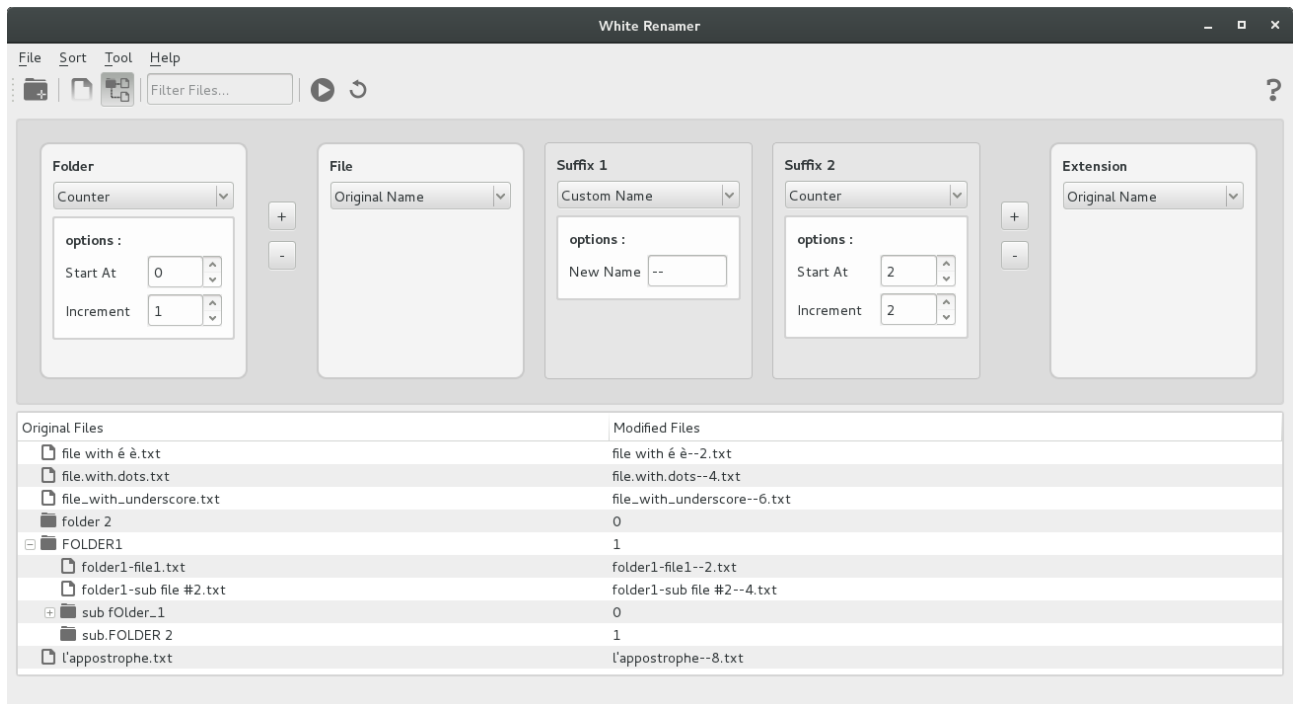 White Renamer
File Sort Tool Help
Filter Files...
?
Folder File Suffix 1 Suffix 2 Extension
Counter Original Name Custom Name Counter Original Name
+ +
options : options : options :
Start At 0 New Name -- Start At 2
- -
Increment 1 Increment 2
Original Files Modified Files
file with é è.txt file with é è--2.txt
file.with.dots.txt file.with.dots--4.txt
file_with_underscore.txt file_with_underscore--6.txt
folder 2 0
FOLDER1 1
folder1-file1.txt folder1-file1--2.txt
folder1-sub file #2.txt folder1-sub file #2--4.txt
sub fOlder_1 0
sub.FOLDER 2 1
l'appostrophe.txt l'appostrophe--8.txt